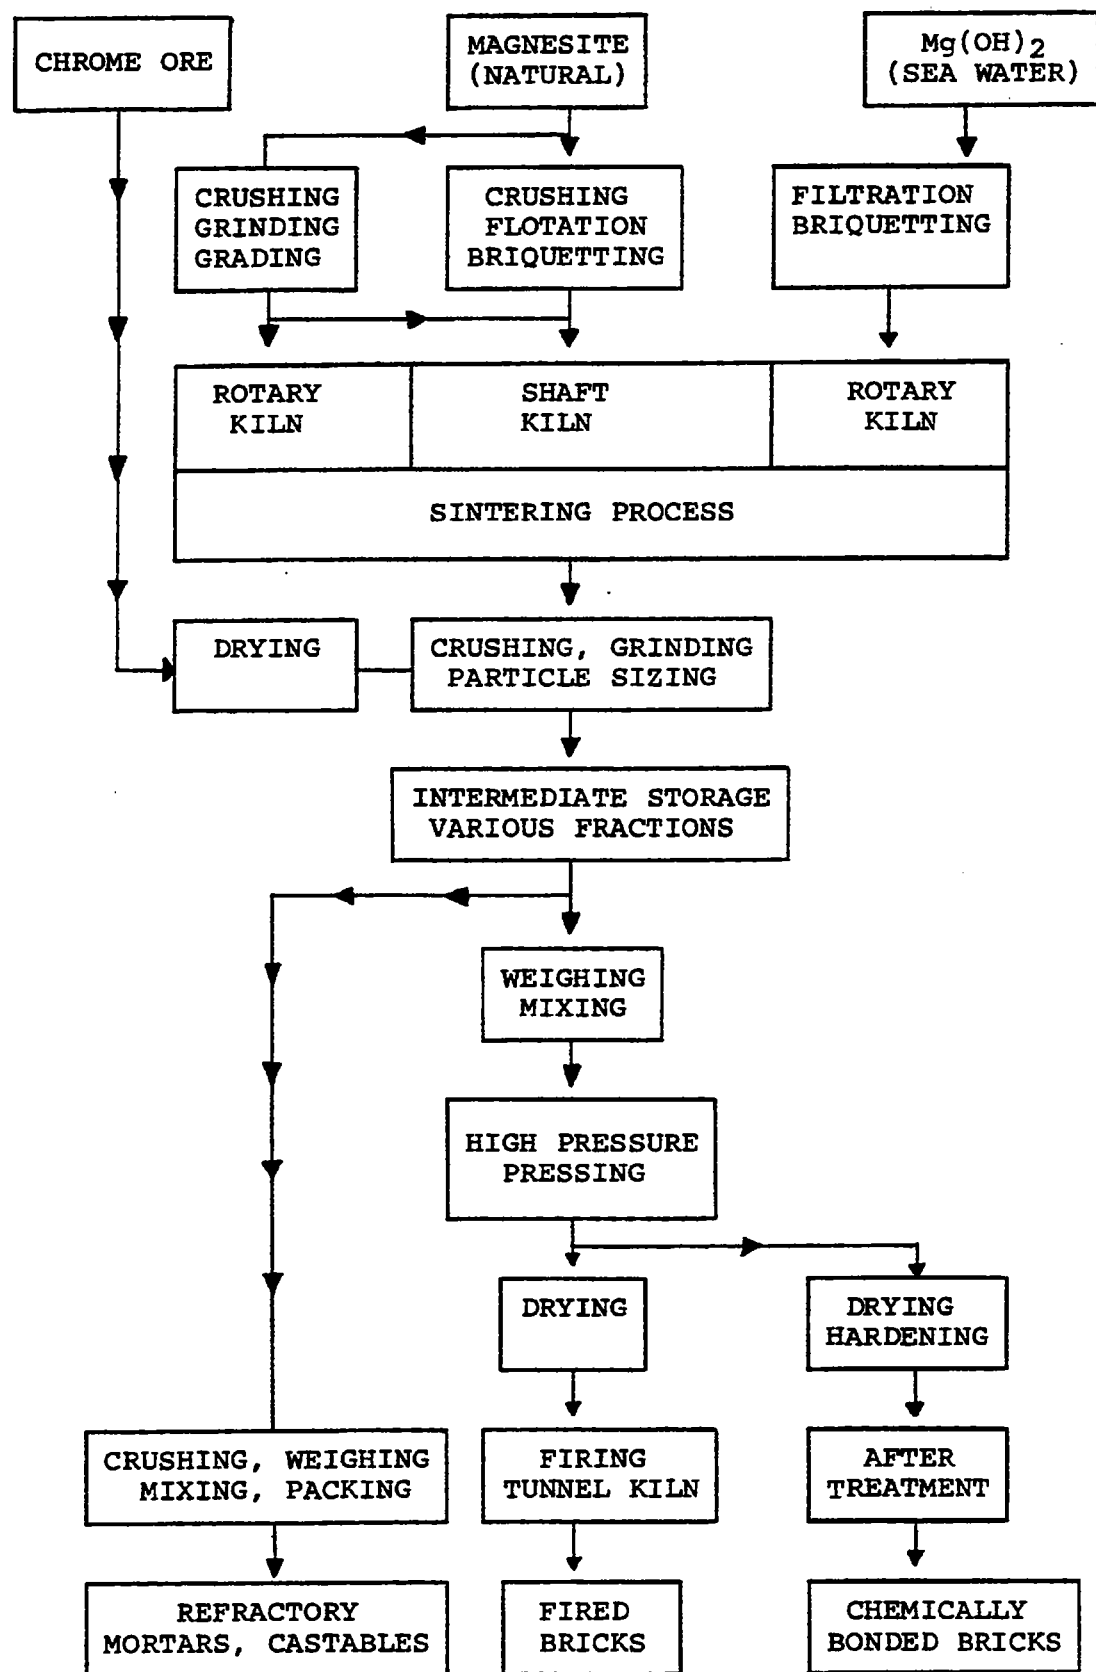 CHROME ORE
MAGNESITE
(NATURAL)
Mg(OH)2
(SEA WATER)
CRUSHING
GRINDING
GRADING
CRUSHING
FLOTATION
BRIQUETTING
FILTRATION
BRIQUETTING
ROTARY
KILN
SHAFT
KILN
ROTARY
KILN
SINTERING PROCESS
DRYING
CRUSHING, GRINDING
PARTICLE SIZING
INTERMEDIATE STORAGE
VARIOUS FRACTIONS
WEIGHING
MIXING
HIGH PRESSURE
PRESSING
DRYING
DRYING
HARDENING
CRUSHING, WEIGHING
MIXING, PACKING
FIRING
TUNNEL KILN
AFTER
TREATMENT
REFRACTORY
MORTARS, CASTABLES
FIRED
BRICKS
CHEMICALLY
BONDED BRICKS